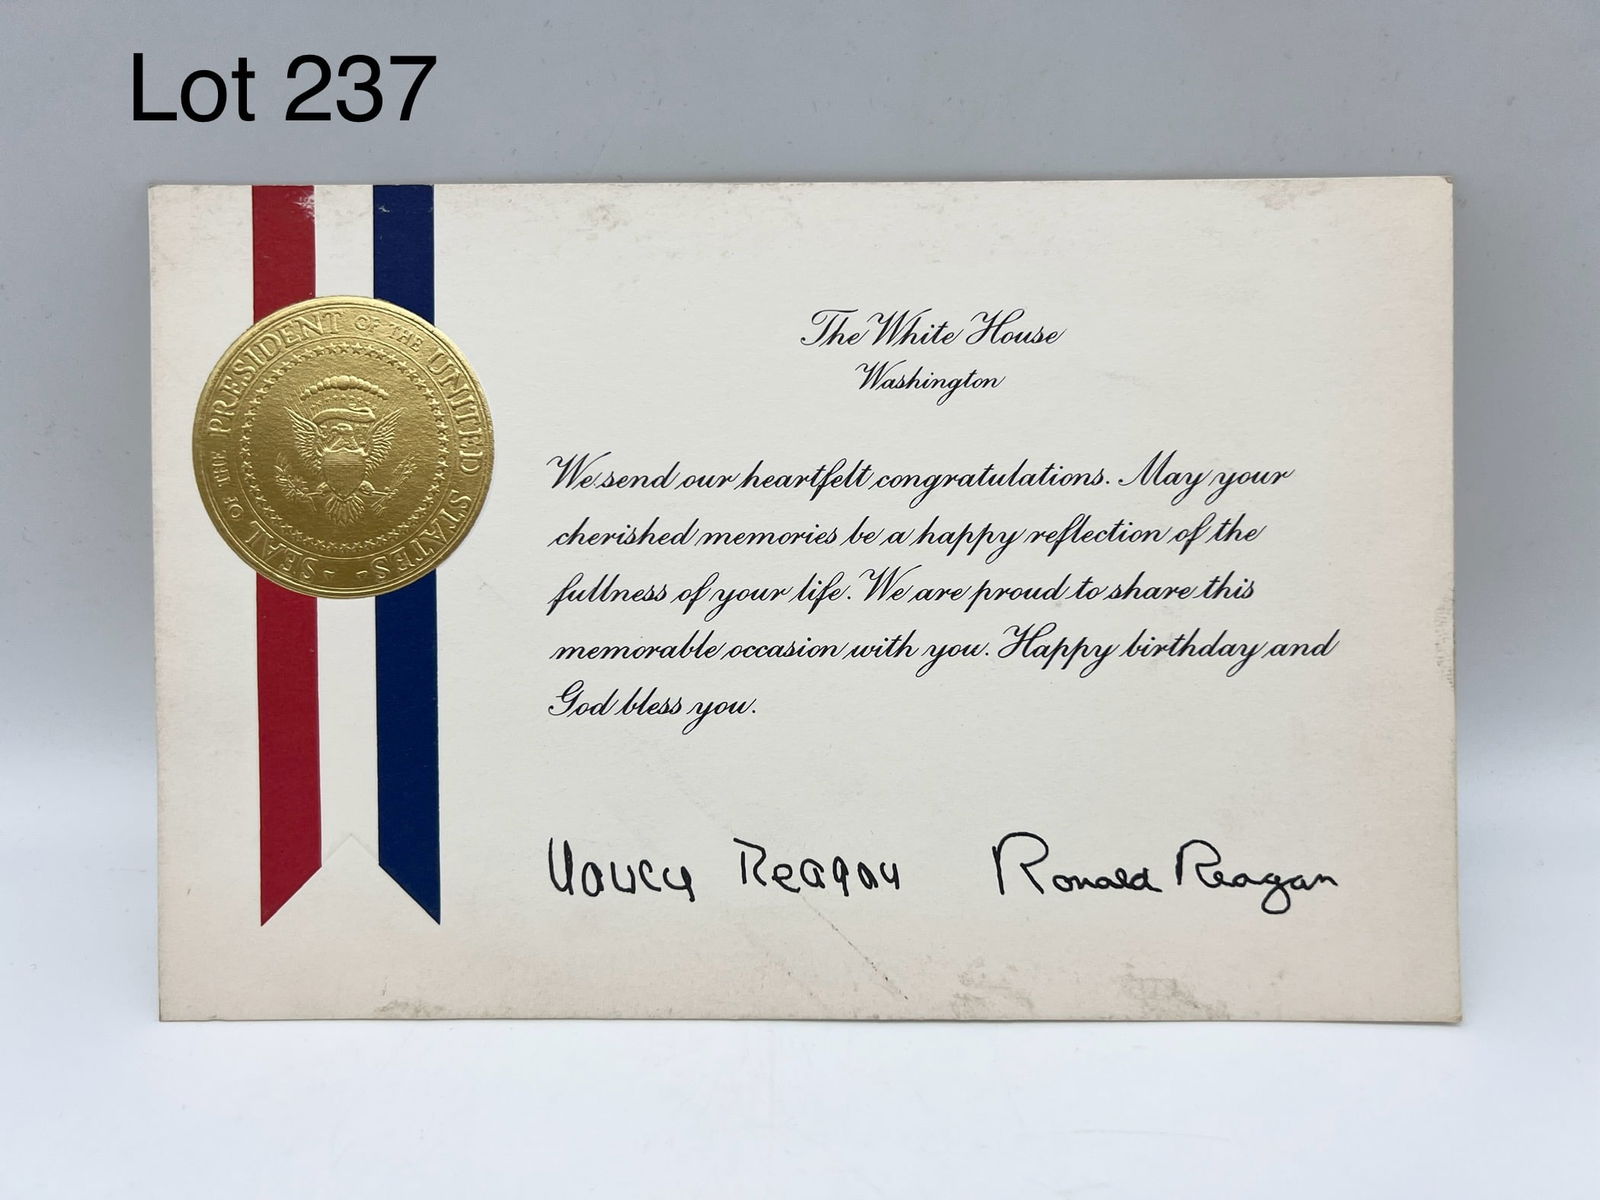 Lot 237
SEAL OF THE PRESIDENT OF THE UNITED STATES
The White House
Washington
We send our heartfelt congratulations. May your
cherished memories be a happy reflection of the
fullness of your life. We are proud to share this
memorable occasion with you. Happy birthday and
God bless you.
Nancy Reagan Ronald Reagan